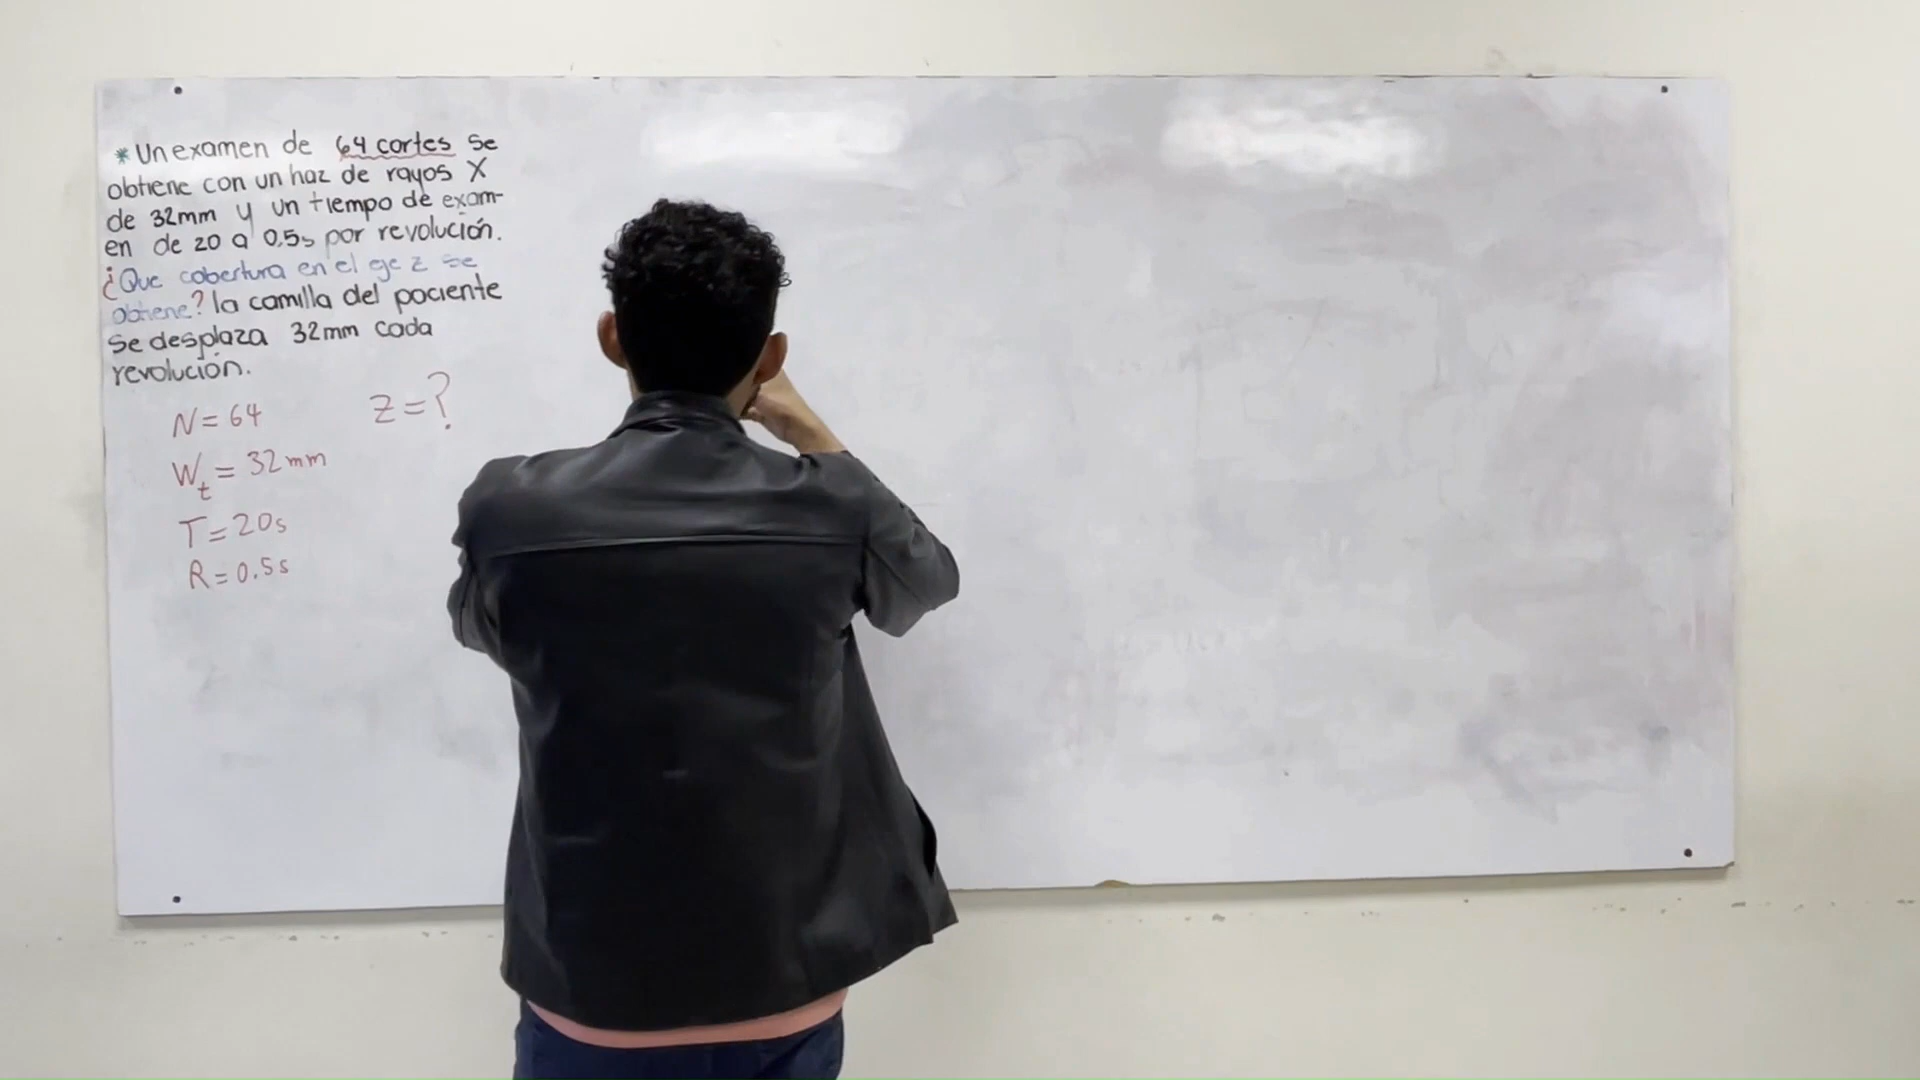 * Un examen de 64 cortes se
obtiene con un haz de rayos X
de 32mm y un tiempo de exam-
en de 20 a 0,5s por revolución.
¿Que cobertura en el eje z se
obtiene? la camilla del paciente
se desplaza 32mm cada
revolución.
N = 64
Z = ?
Wt = 32mm
T = 20s
R = 0.5s